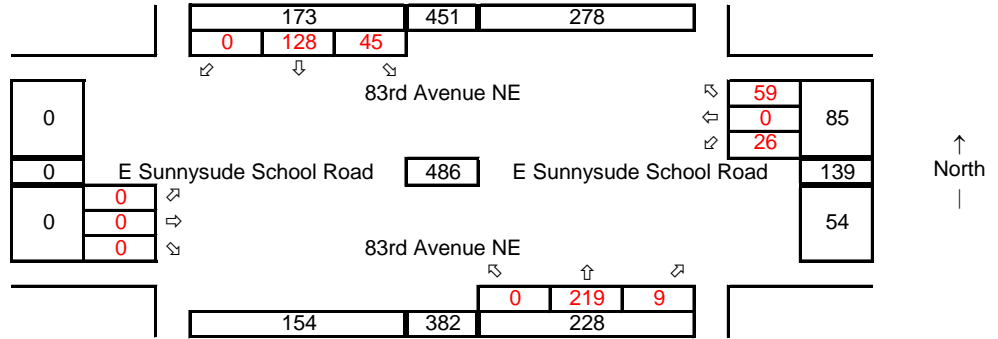 173 451 278
0 128 45
83rd Avenue NE
59
0 0 85
26
↑
0 E Sunnysude School Road 486 E Sunnysude School Road 139 North
0
0 0 54
0
83rd Avenue NE
0 219 9
154 382 228